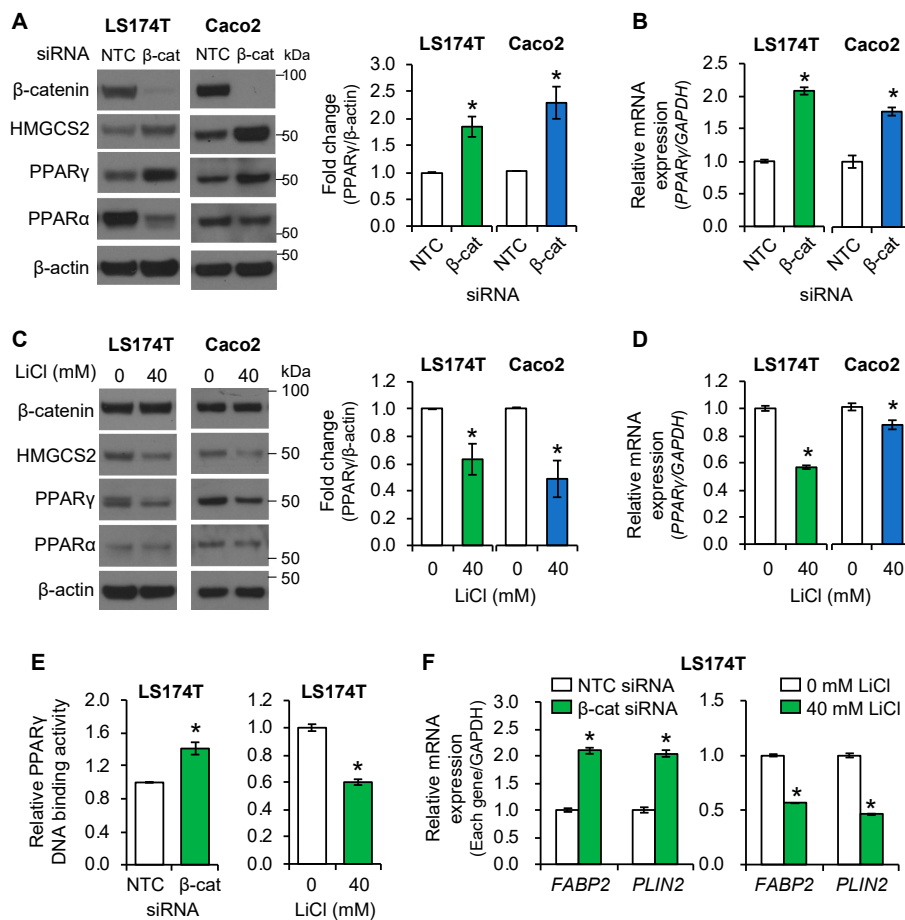 A
LS174T Caco2
siRNA NTC β-cat NTC β-cat kDa
β-catenin
100
HMGCS2
50
PPARγ
50
PPARα
50
β-actin
50
LS174T Caco2
Fold change
(PPARγ/β-actin)
3.0
2.5
2.0
1.5
1.0
0.5
0.0
* *
NTC β-cat NTC β-cat
siRNA
B
LS174T Caco2
Relative mRNA
expression
(PPARγ/GAPDH)
2.5
2.0
1.5
1.0
0.5
0.0
* *
NTC β-cat NTC β-cat
siRNA
C
LS174T Caco2
LiCl (mM) 0 40 0 40 kDa
100
β-catenin
HMGCS2
50
PPARγ
50
PPARα
50
β-actin
50
LS174T Caco2
Fold change
(PPARγ/β-actin)
1.2
1.0
0.8
0.6
0.4
0.2
0.0
* *
0 40 0 40
LiCl (mM)
D
LS174T Caco2
Relative mRNA
expression
(PPARγ/GAPDH)
1.2
1.0
0.8
0.6
0.4
0.2
0.0
* *
0 40 0 40
LiCl (mM)
E
LS174T
Relative PPARγ
DNA binding activity
1.8
1.4
1.0
0.6
0.2
0.0
*
NTC β-cat
siRNA
LS174T
1.2
1.0
0.8
0.6
0.4
0.2
0.0
*
0 40
LiCl (mM)
F
LS174T
NTC siRNA
β-cat siRNA
Relative mRNA
expression
(Each gene/GAPDH)
3.0
2.5
2.0
1.5
1.0
0.5
0.0
* *
FABP2 PLIN2
0 mM LiCl
40 mM LiCl
1.5
1.0
0.5
0.0
* *
FABP2 PLIN2